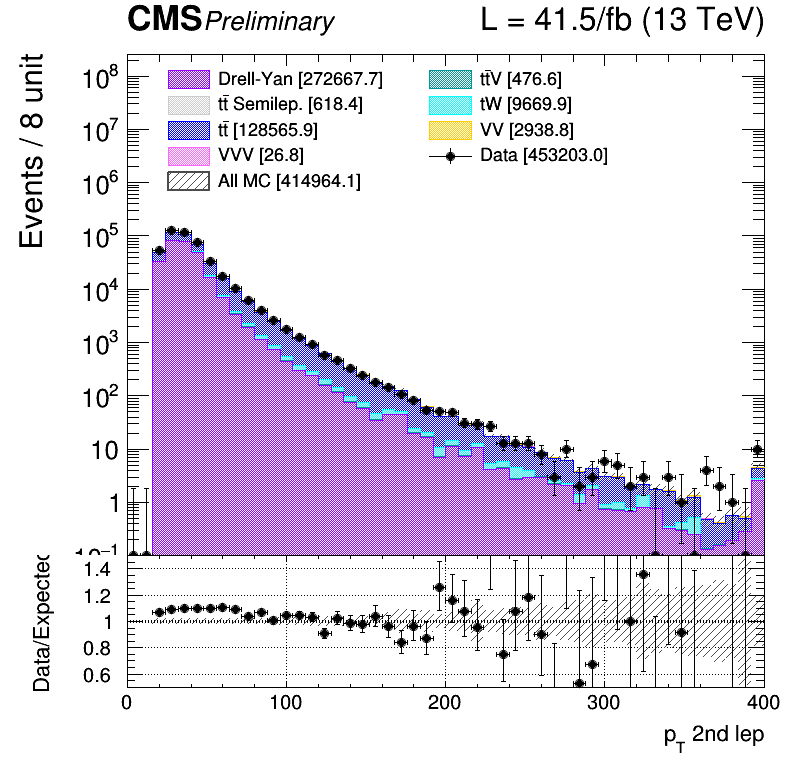 CMS Preliminary L = 41.5/fb (13 TeV)
Events / 8 unit
Drell-Yan [272667.7]
tt̄ Semilep. [618.4]
tt̄ [128565.9]
VVV [26.8]
All MC [414964.1]
tt̄V [476.6]
tW [9669.9]
VV [2938.8]
Data [453203.0]
10⁸
10⁷
10⁶
10⁵
10⁴
10³
10²
10
1
10⁻¹
Data/Expected
1.4
1.2
1
0.8
0.6
0 100 200 300 400
p_T 2nd lep